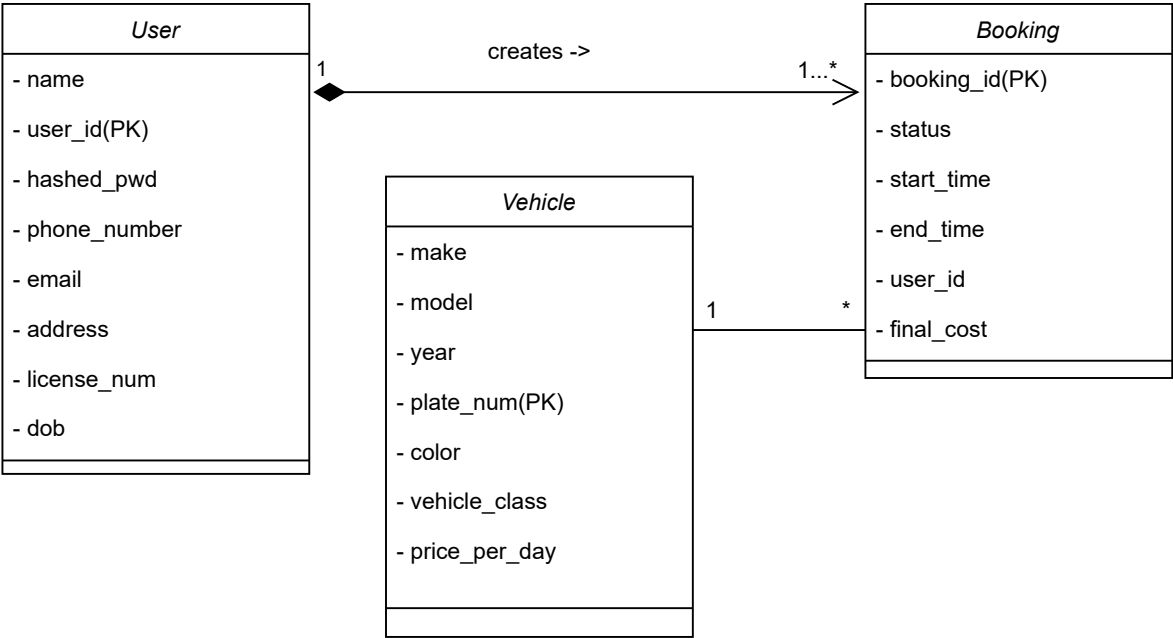 User
- name
- user_id(PK)
- hashed_pwd
- phone_number
- email
- address
- license_num
- dob
1
creates ->
1...*
Booking
- booking_id(PK)
- status
- start_time
- end_time
- user_id
- final_cost
Vehicle
- make
- model
- year
- plate_num(PK)
- color
- vehicle_class
- price_per_day
1
*